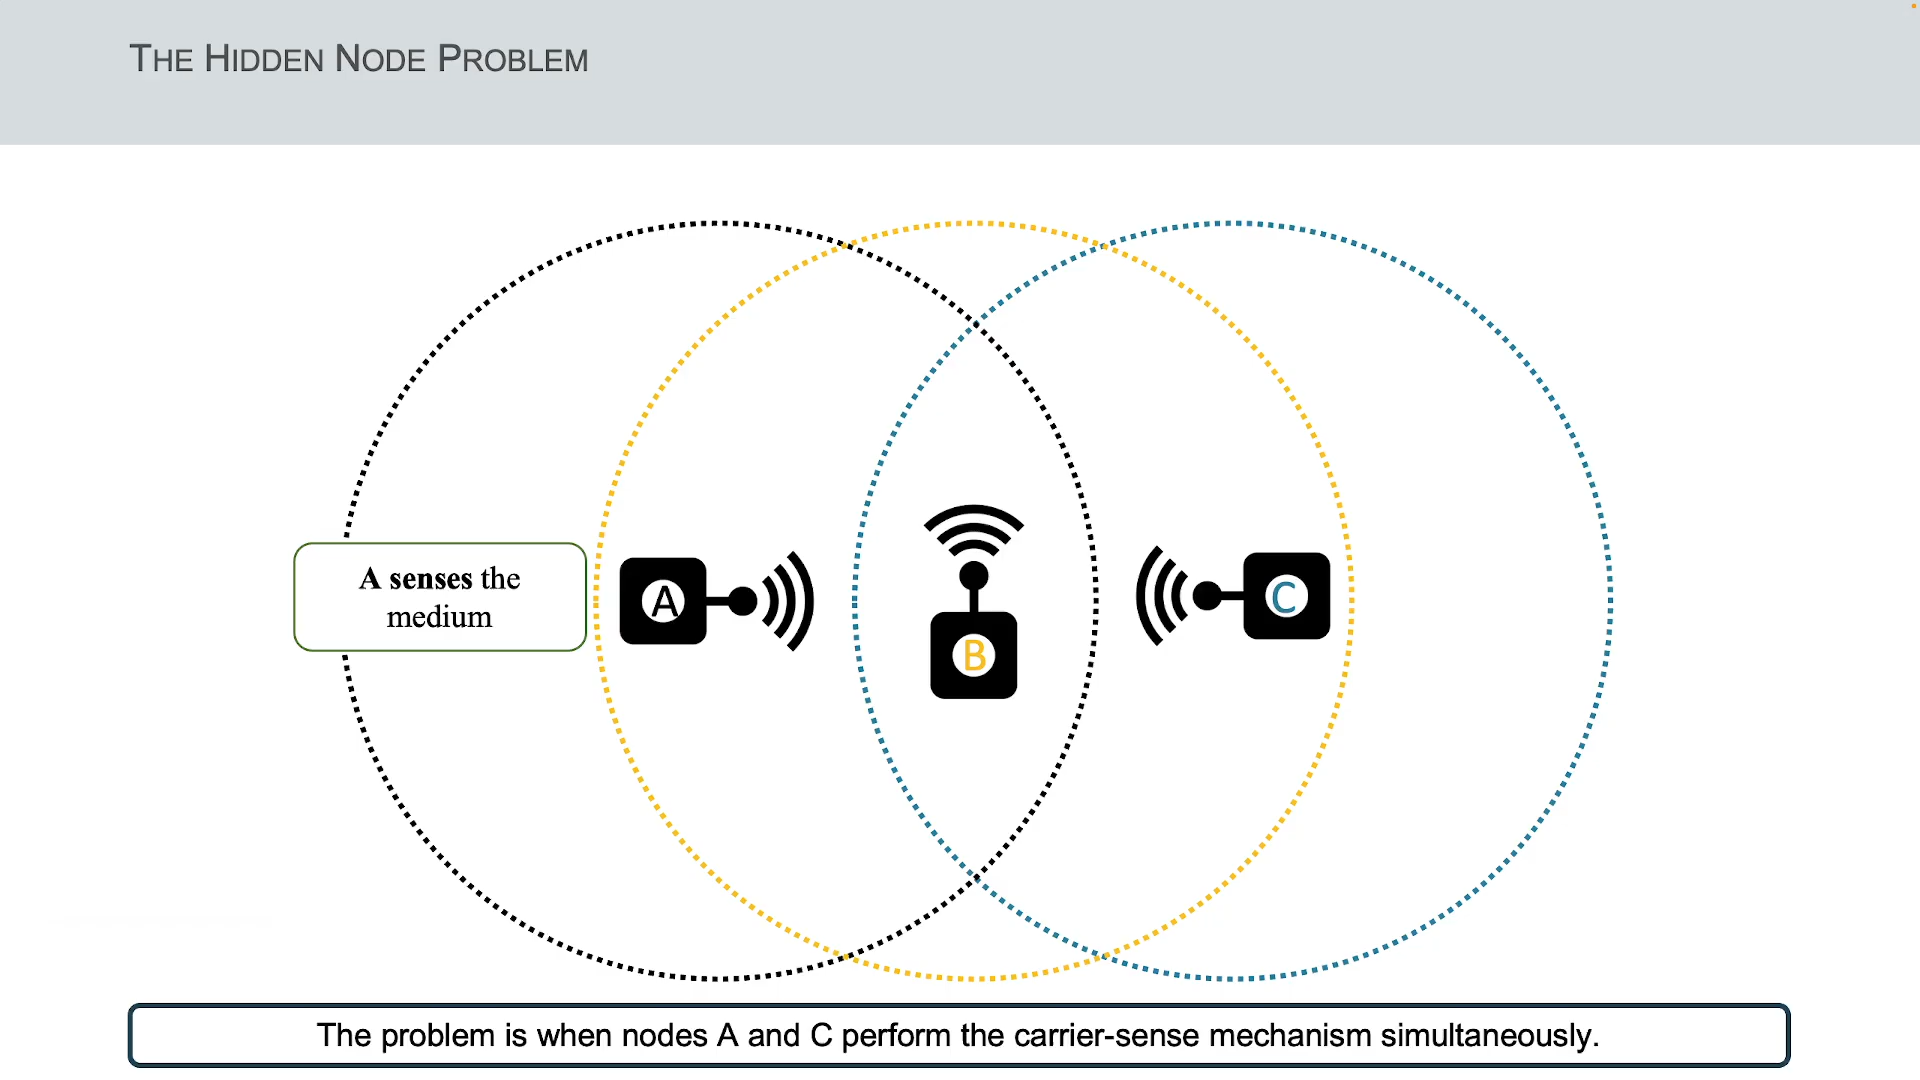 THE HIDDEN NODE PROBLEM
A senses the
medium
A
B
C
The problem is when nodes A and C perform the carrier-sense mechanism simultaneously.